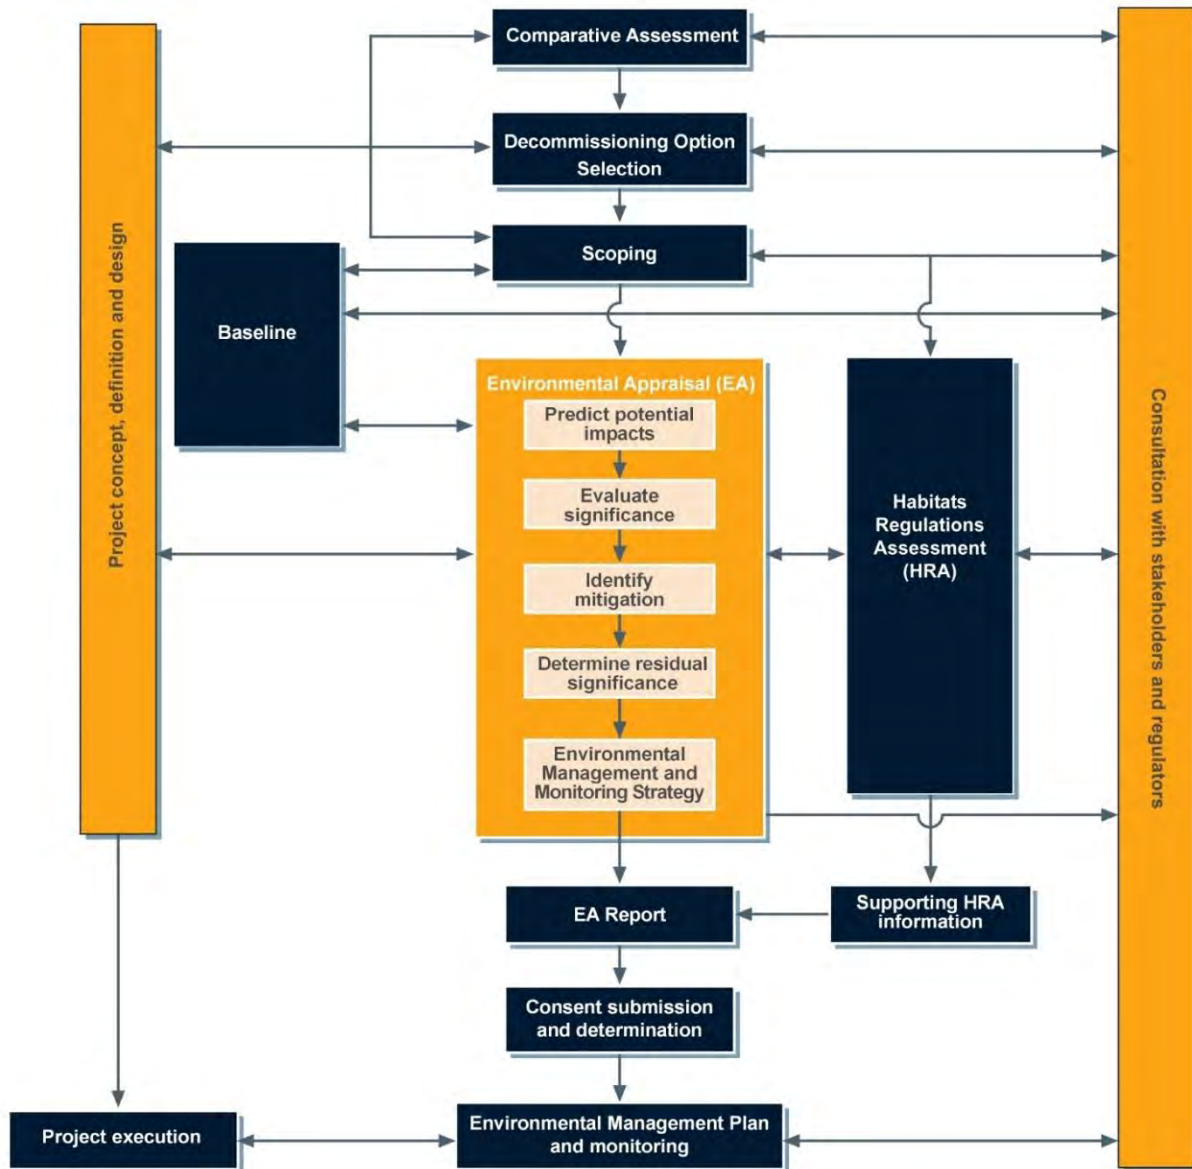 Comparative Assessment
Decommissioning Option
Selection
Scoping
Project concept, definition and design
Baseline
Environmental Appraisal (EA)
Predict potential
impacts
Evaluate
significance
Identify
mitigation
Determine residual
significance
Environmental
Management and
Monitoring Strategy
Habitats
Regulations
Assessment
(HRA)
Consultation with stakeholders and regulators
EA Report
Supporting HRA
information
Consent submission
and determination
Project execution
Environmental Management Plan
and monitoring